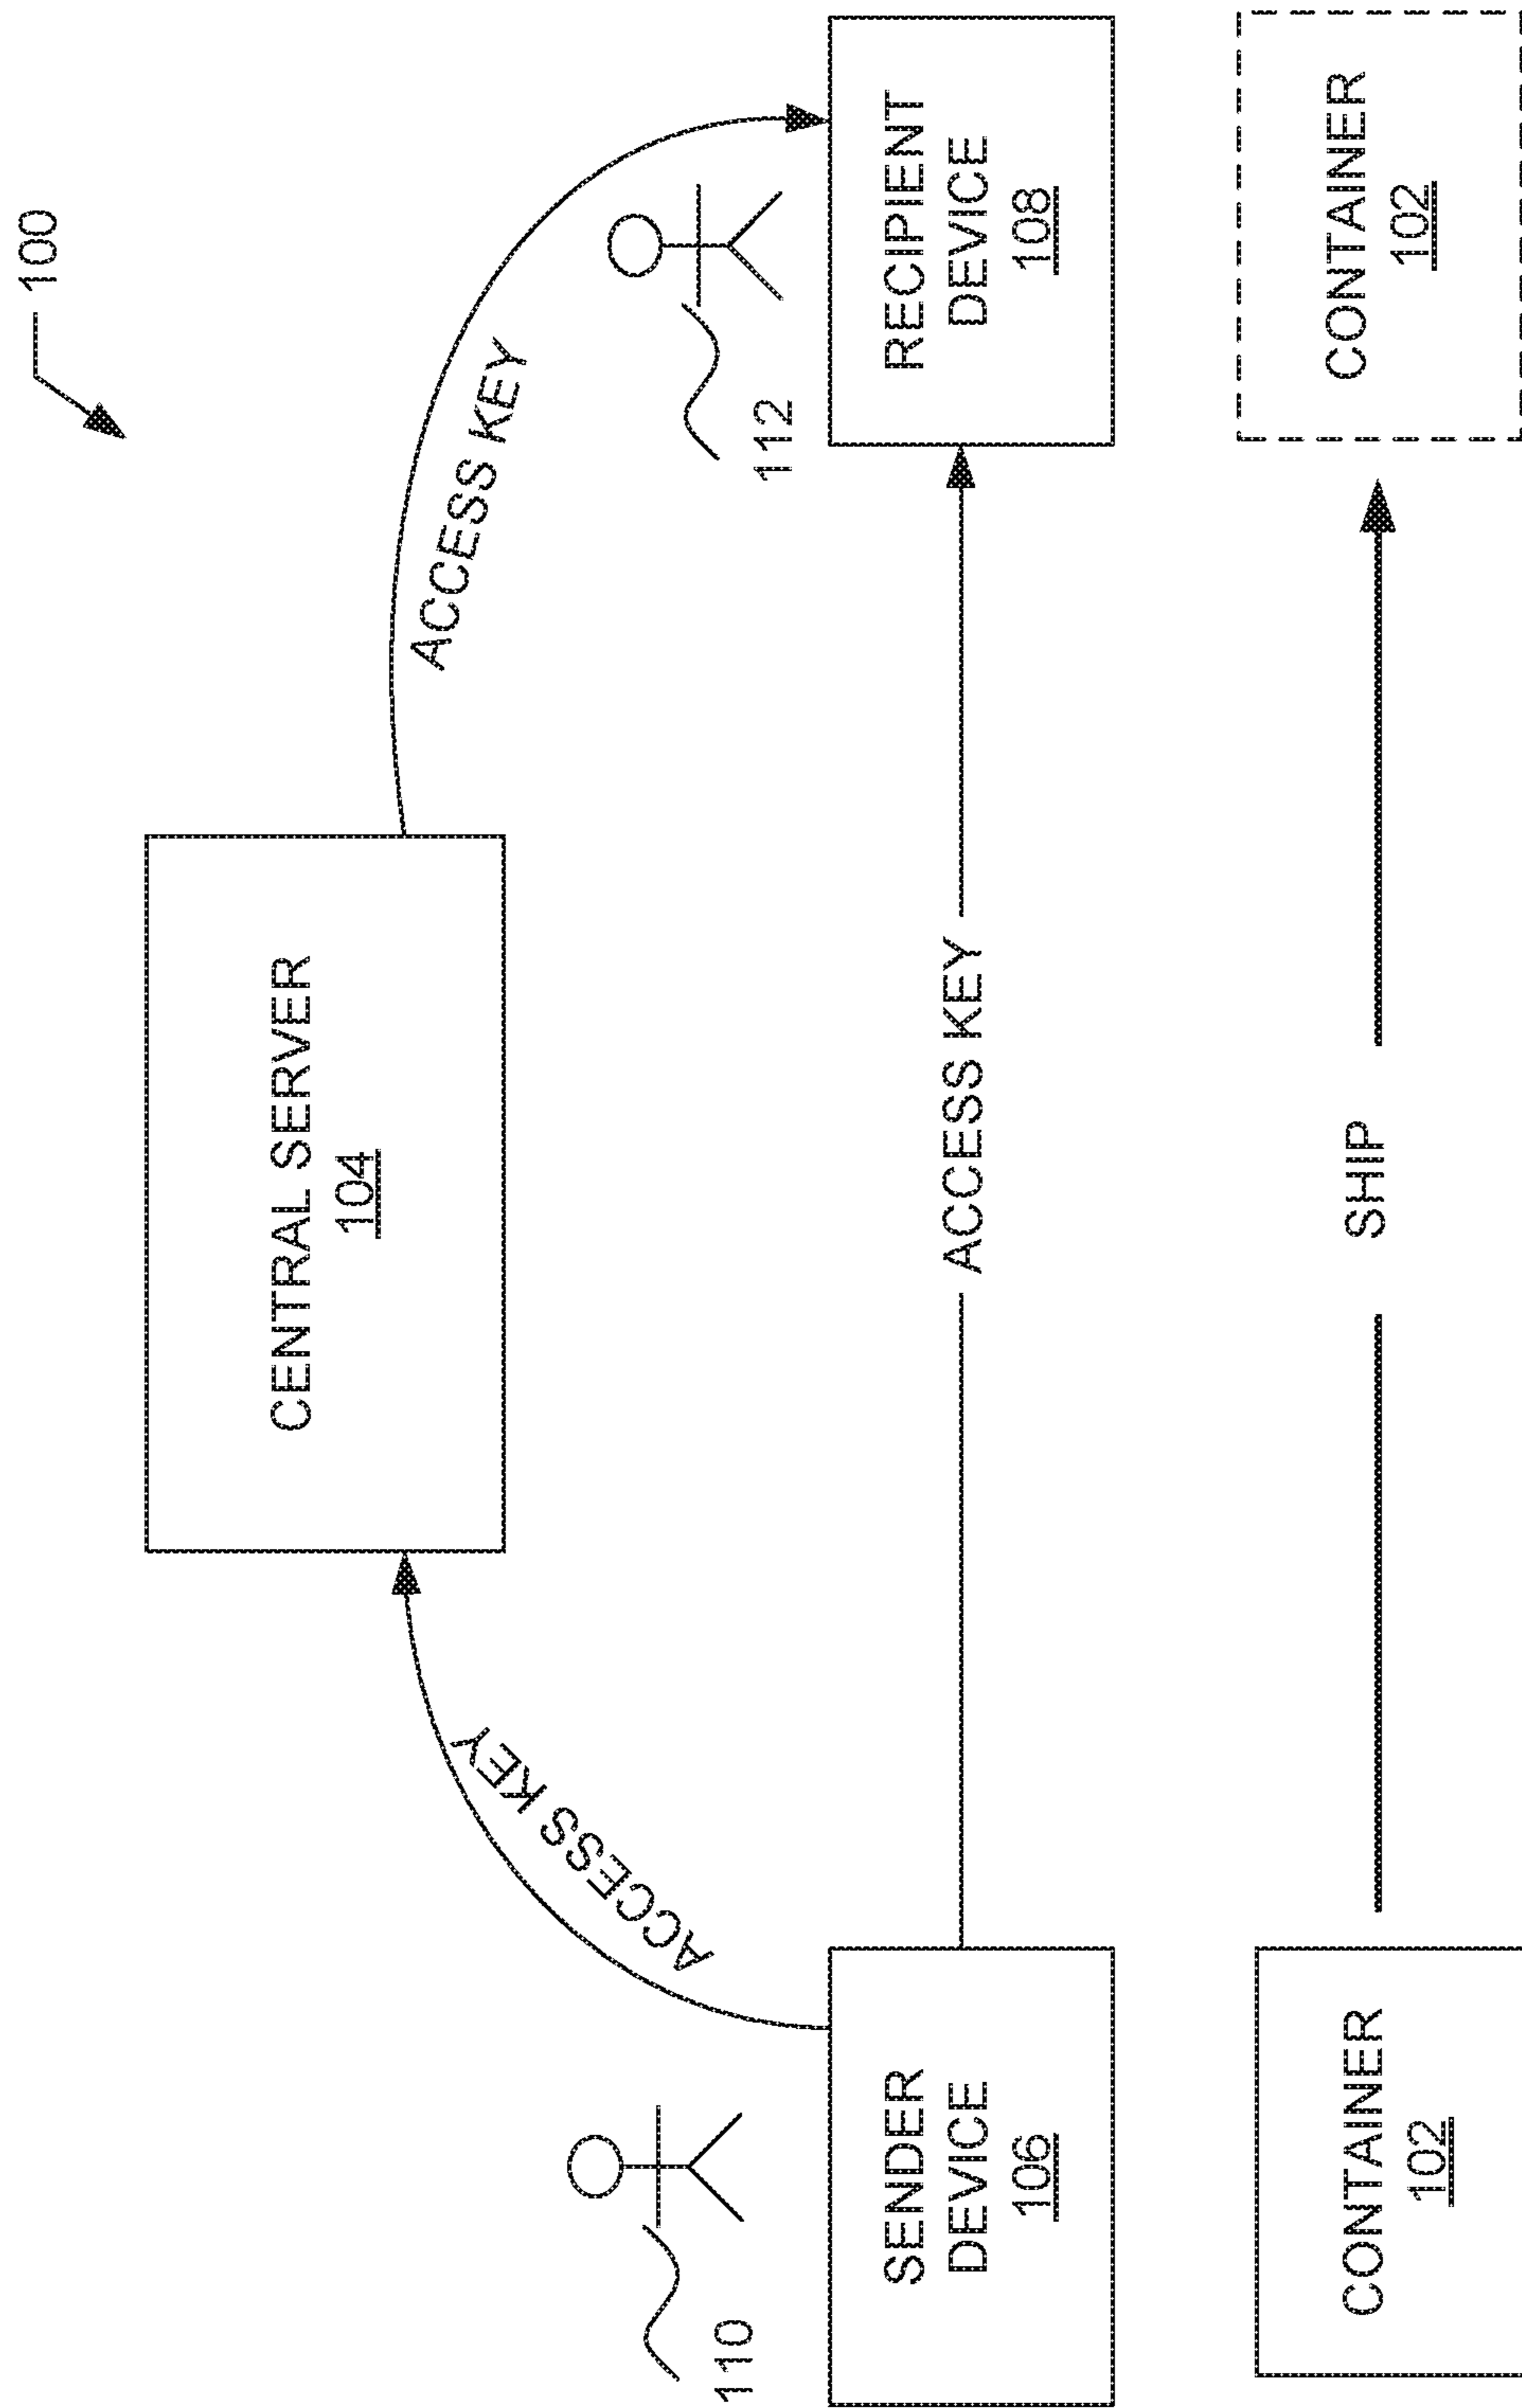 100
CENTRAL SERVER
104
ACCESS KEY
ACCESS KEY
110
112
SENDER
DEVICE
106
ACCESS KEY
RECIPIENT
DEVICE
108
CONTAINER
102
SHIP
CONTAINER
102